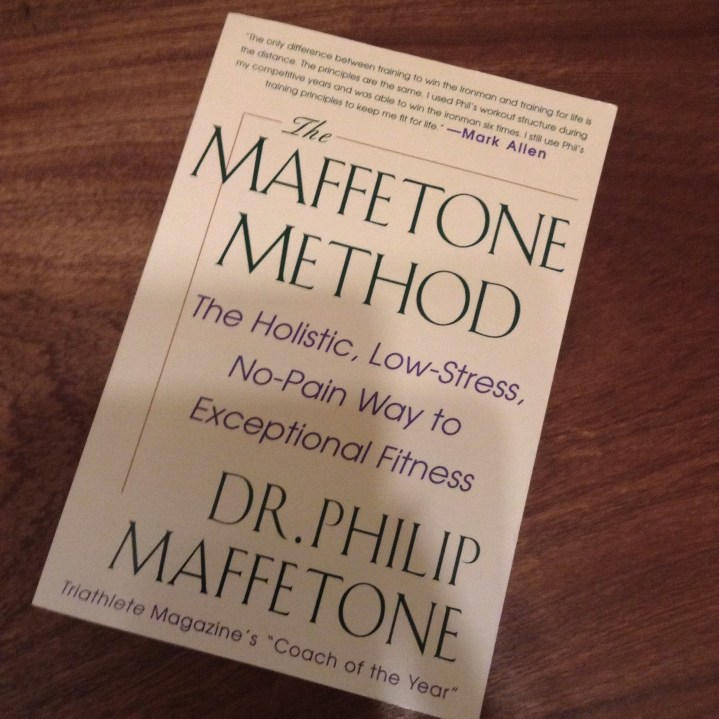 "The only difference between training to win the Ironman and training for life is
the distance. The principles are the same. I used Phil's workout structure during
my competitive years and was able to win the Ironman six times. I still use Phil's
training principles to keep me fit for life." —Mark Allen
The
MAFFETONE
METHOD
The Holistic, Low-Stress,
No-Pain Way to
Exceptional Fitness
DR. PHILIP
MAFFETONE
Triathlete Magazine's "Coach of the Year"